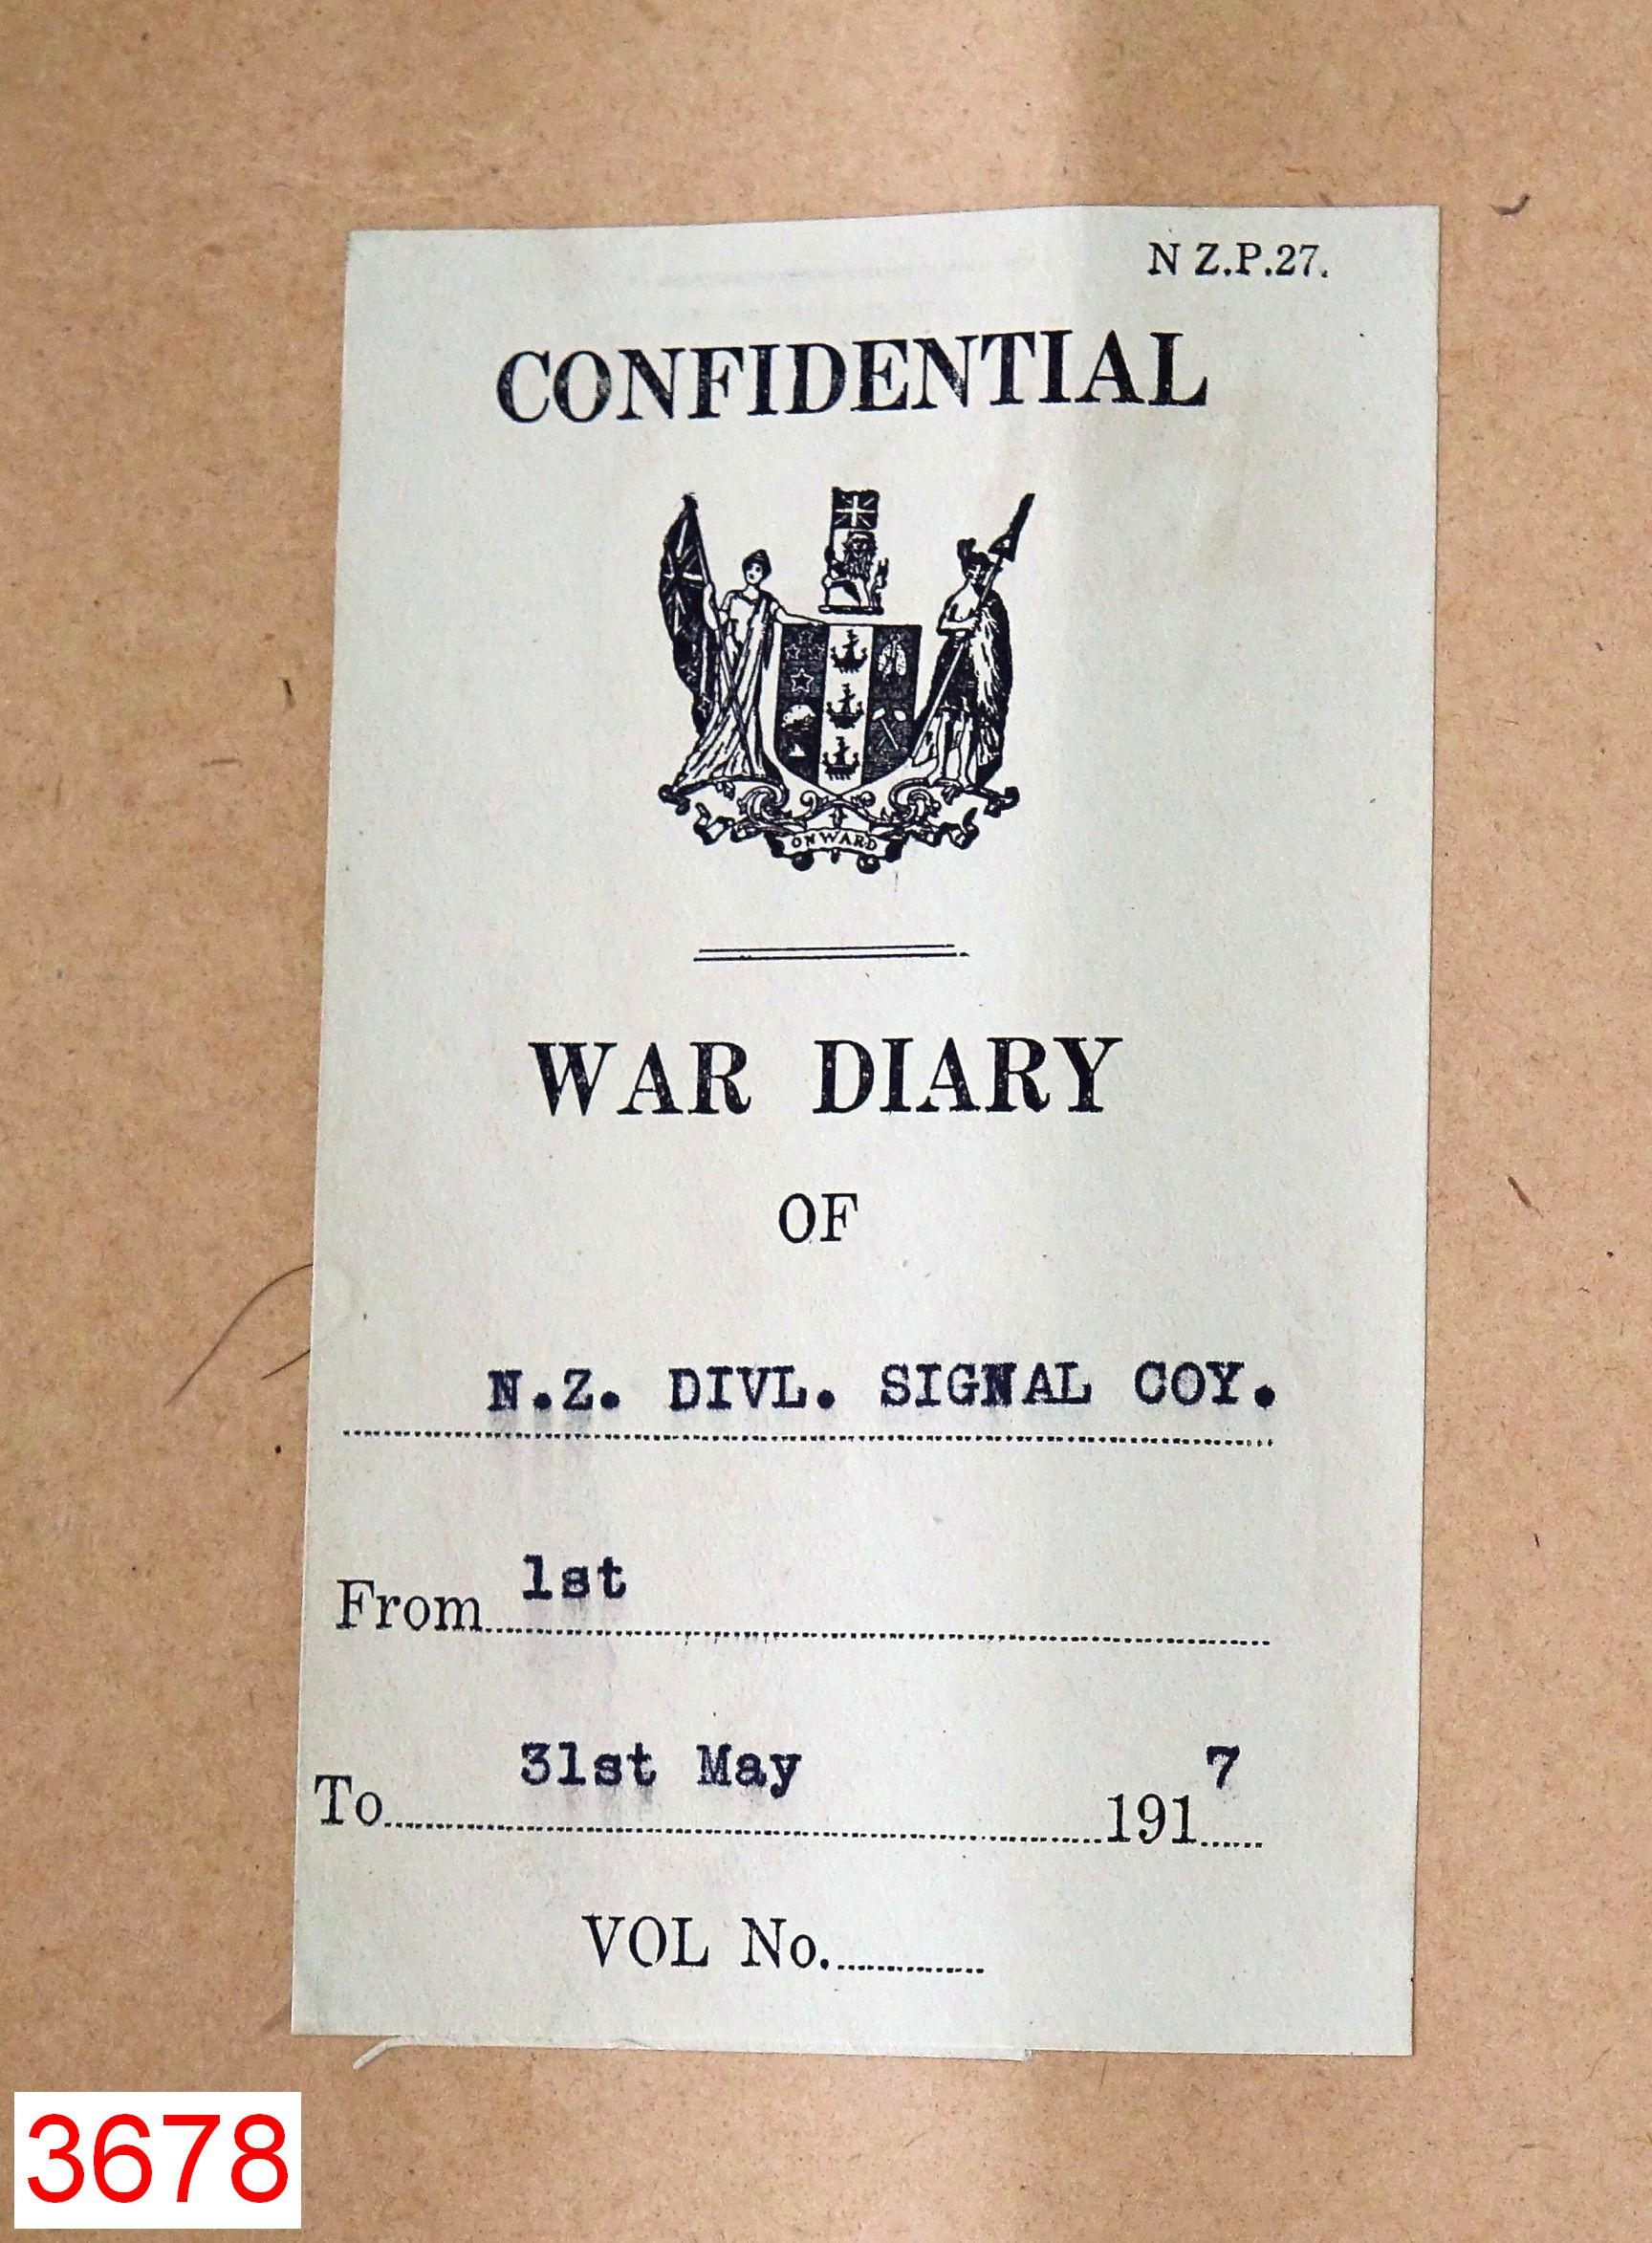 N Z.P.27.
CONFIDENTIAL
ONWARD
WAR DIARY
OF
N.Z. DIVL. SIGNAL COY.
From 1st
To 31st May 1917
VOL No.
3678